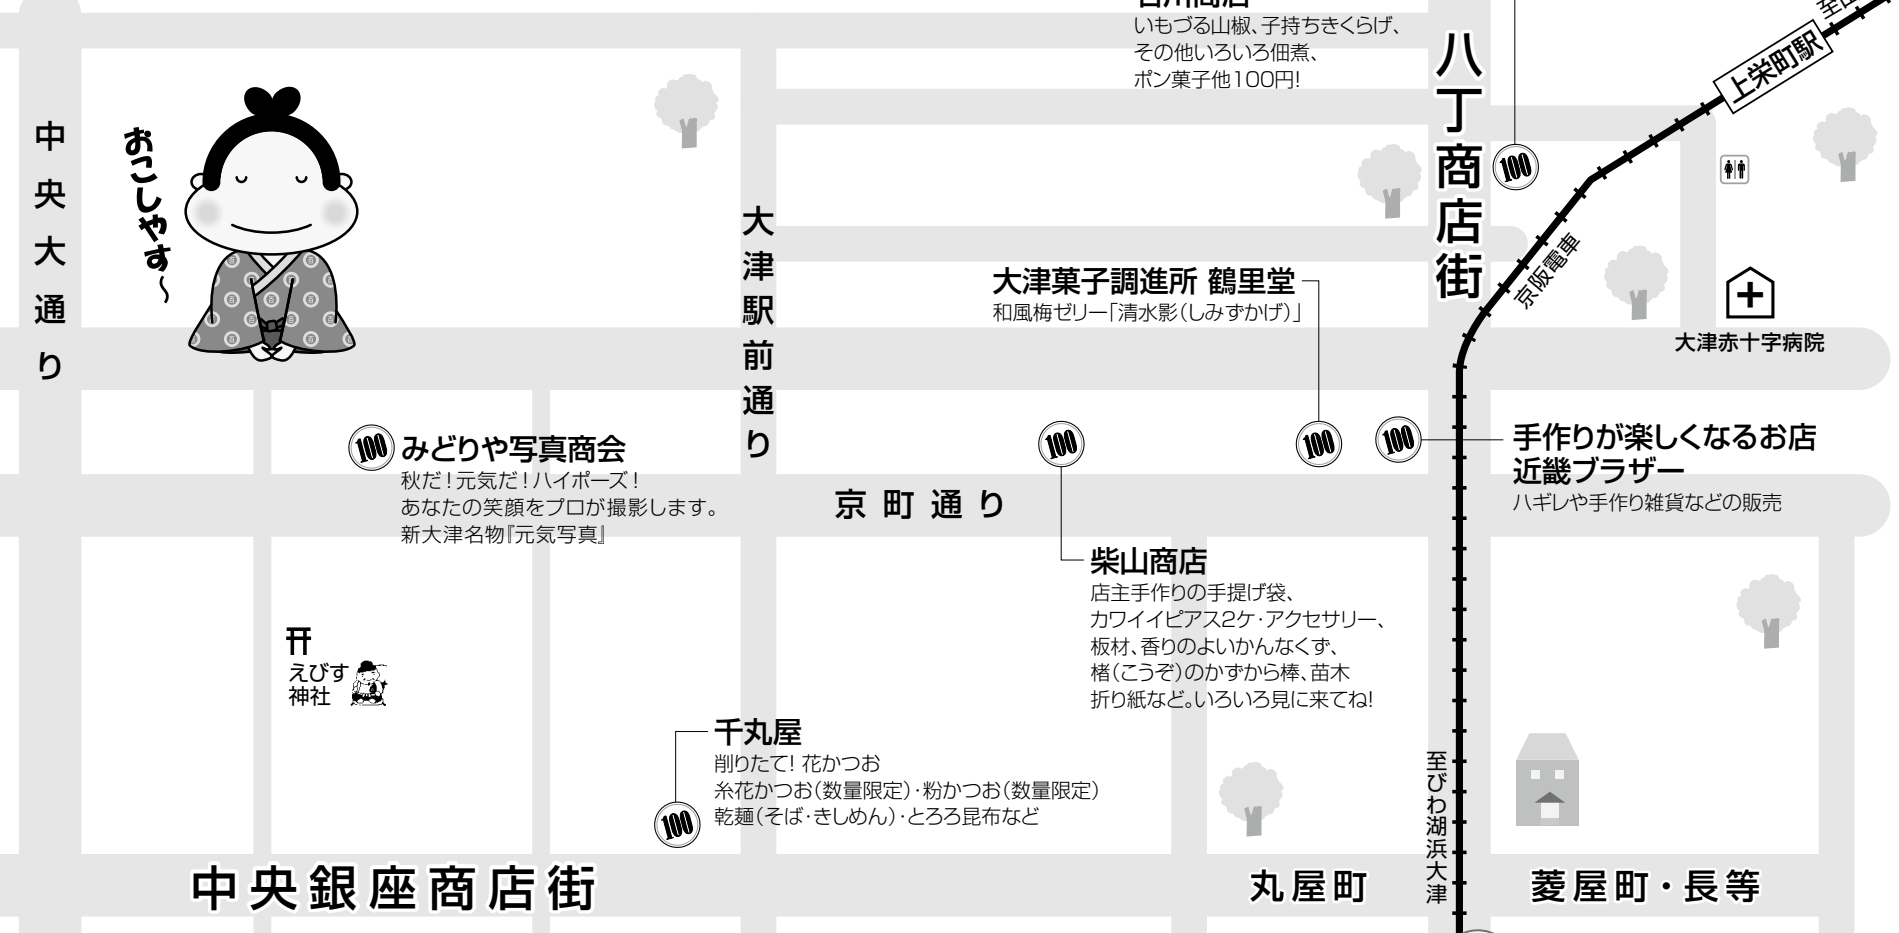 いもづる山椒、子持ちきくらげ、
その他いろいろ佃煮、
ポン菓子他100円!
八丁商店街
上栄町駅
100
京阪電車
大津赤十字病院
中央大通り
おこしやす〜
大津駅前通り
大津菓子調進所 鶴里堂
和風梅ゼリー「清水影(しみずかげ)」
100
100
100
100
みどりや写真商会
秋だ!元気だ!ハイポーズ!
あなたの笑顔をプロが撮影します。
新大津名物『元気写真』
手作りが楽しくなるお店
近畿ブラザー
ハギレや手作り雑貨などの販売
京町通り
柴山商店
店主手作りの手提げ袋、
カワイイピアス2ケ・アクセサリー、
板材、香りのよいかんなくず、
楮(こうぞ)のかずから棒、苗木
折り紙など。いろいろ見に来てね!
えびす
神社
千丸屋
削りたて! 花かつお
糸花かつお(数量限定)・粉かつお(数量限定)
乾麺(そば・きしめん)・とろろ昆布など
100
至びわ湖浜大津
中央銀座商店街
丸屋町
菱屋町・長等